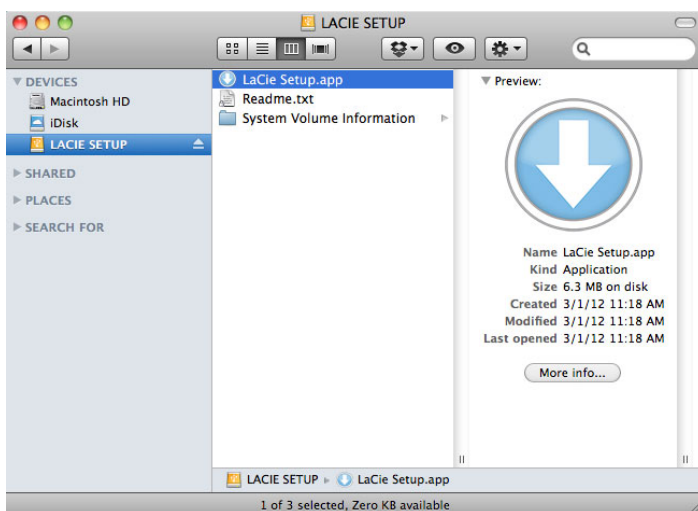 LACIE SETUP
DEVICES
Macintosh HD
iDisk
LACIE SETUP
SHARED
PLACES
SEARCH FOR
LaCie Setup.app
Readme.txt
System Volume Information
Preview:
Name LaCie Setup.app
Kind Application
Size 6.3 MB on disk
Created 3/1/12 11:18 AM
Modified 3/1/12 11:18 AM
Last opened 3/1/12 11:18 AM
More info...
LACIE SETUP ▸ LaCie Setup.app
1 of 3 selected, Zero KB available